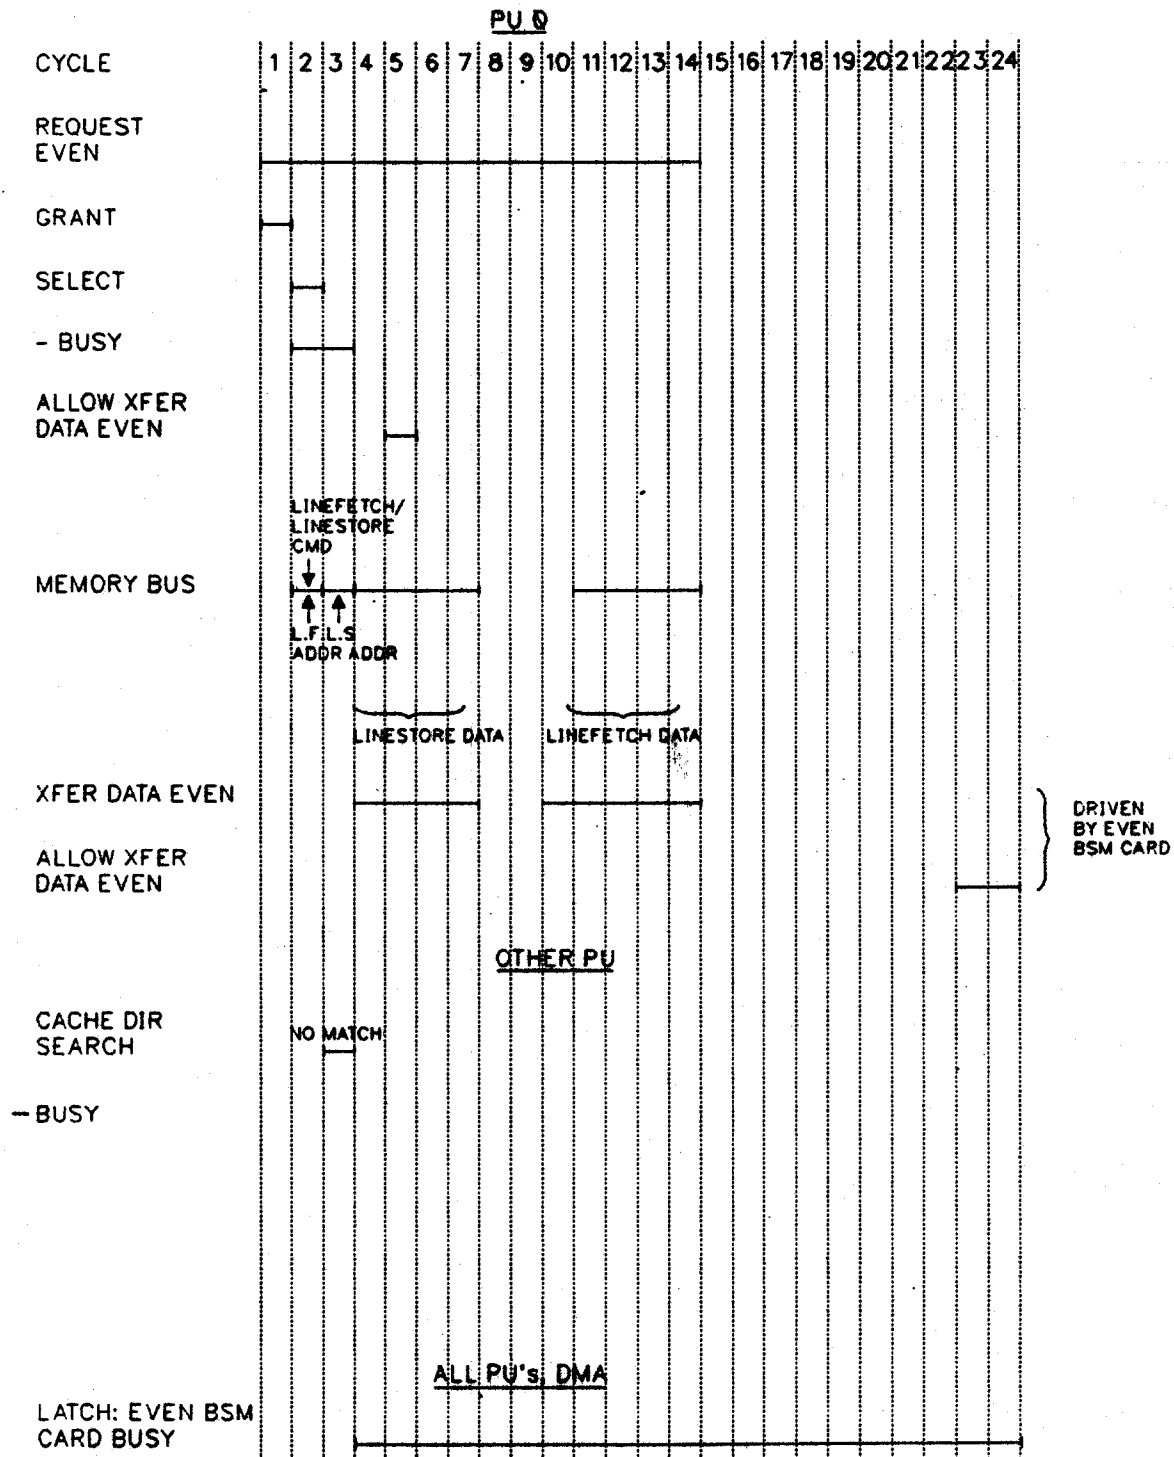 PU 0
CYCLE 1 2 3 4 5 6 7 8 9 10 11 12 13 14 15 16 17 18 19 20 21 22 23 24
REQUEST
EVEN
GRANT
SELECT
- BUSY
ALLOW XFER
DATA EVEN
LINEFETCH/
LINESTORE
CMD
MEMORY BUS
L.F. L.S
ADDR ADDR
LINESTORE DATA LINEFETCH DATA
XFER DATA EVEN
DRIVEN
BY EVEN
BSM CARD
ALLOW XFER
DATA EVEN
OTHER PU
CACHE DIR
SEARCH
NO MATCH
- BUSY
ALL PU's, DMA
LATCH: EVEN BSM
CARD BUSY